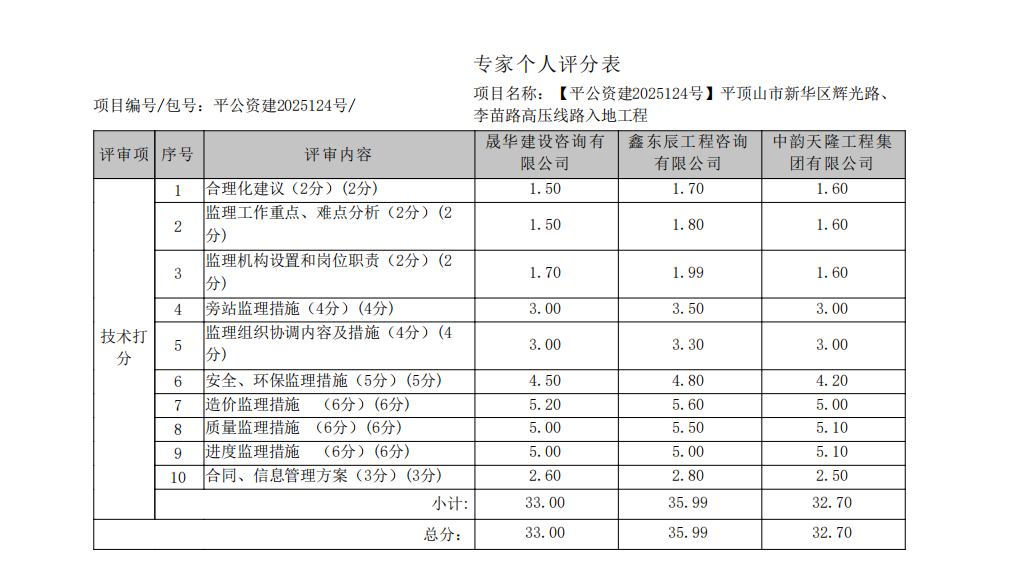 专家个人评分表
项目编号/包号：平公资建2025124号/
项目名称：【平公资建2025124号】平顶山市新华区辉光路、
李苗路高压线路入地工程
评审项 序号 评审内容 晟华建设咨询有 鑫东辰工程咨询 中韵天隆工程集
限公司 有限公司 团有限公司
技术打
分
1 合理化建议（2分）(2分) 1.50 1.70 1.60
2 监理工作重点、难点分析（2分）(2
分) 1.50 1.80 1.60
3 监理机构设置和岗位职责（2分）(2
分) 1.70 1.99 1.60
4 旁站监理措施（4分）(4分) 3.00 3.50 3.00
5 监理组织协调内容及措施（4分）(4
分) 3.00 3.30 3.00
6 安全、环保监理措施（5分）(5分) 4.50 4.80 4.20
7 造价监理措施 （6分）(6分) 5.20 5.60 5.00
8 质量监理措施 （6分）(6分) 5.00 5.50 5.10
9 进度监理措施 （6分）(6分) 5.00 5.00 5.10
10 合同、信息管理方案（3分）(3分) 2.60 2.80 2.50
小计: 33.00 35.99 32.70
总分： 33.00 35.99 32.70